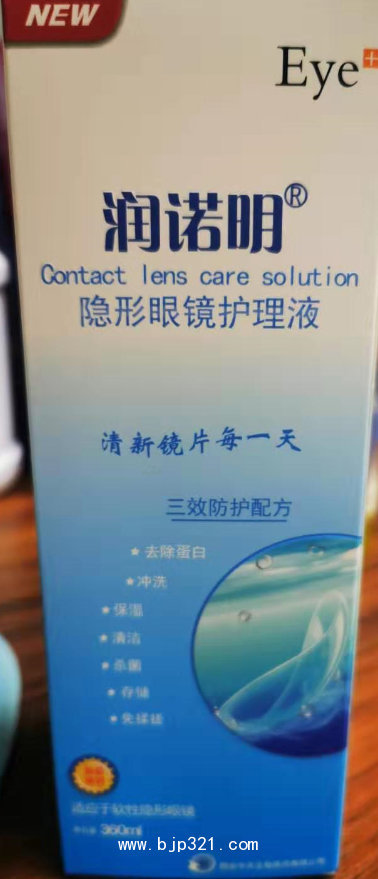 NEW
Eye+
润诺明®
Contact lens care solution
隐形眼镜护理液
清新镜片每一天
三效防护配方
★去除蛋白
★冲洗
★保湿
★清洁
★杀菌
★存储
★免揉搓
适应于软性隐形眼镜
360ml
www.bjp321.com